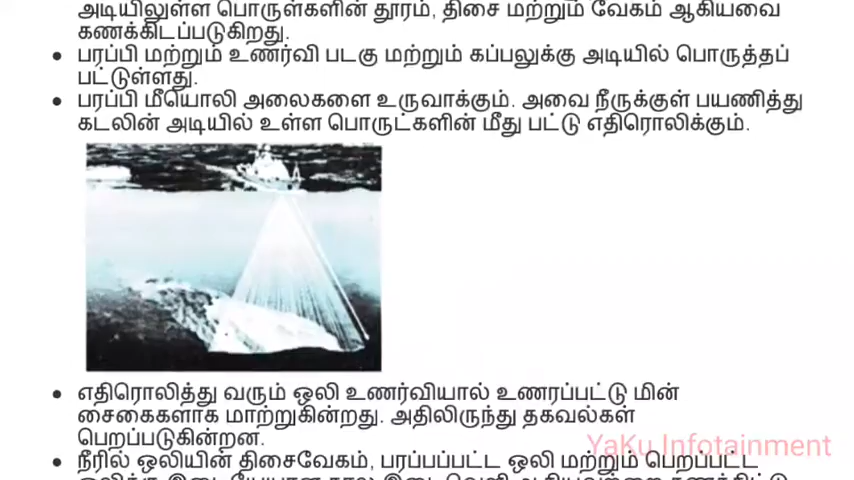 அடியிலுள்ள பொருள்களின் தூரம், திசை மற்றும் வேகம் ஆகியவை
கணக்கிடப்படுகிறது.
• பரப்பி மற்றும் உணர்வி படகு மற்றும் கப்பலுக்கு அடியில் பொருத்தப்
பட்டுள்ளது.
• பரப்பி மீயொலி அலைகளை உருவாக்கும். அவை நீருக்குள் பயணித்து
கடலின் அடியில் உள்ள பொருட்களின் மீது பட்டு எதிரொலிக்கும்.
• எதிரொலித்து வரும் ஒலி உணர்வியால் உணரப்பட்டு மின்
சைகைகளாக மாற்றுகின்றது. அதிலிருந்து தகவல்கள்
பெறப்படுகின்றன.
YaKu Infotainment
• நீரில் ஒலியின் திசைவேகம், பரப்பப்பட்ட ஒலி மற்றும் பெறப்பட்ட